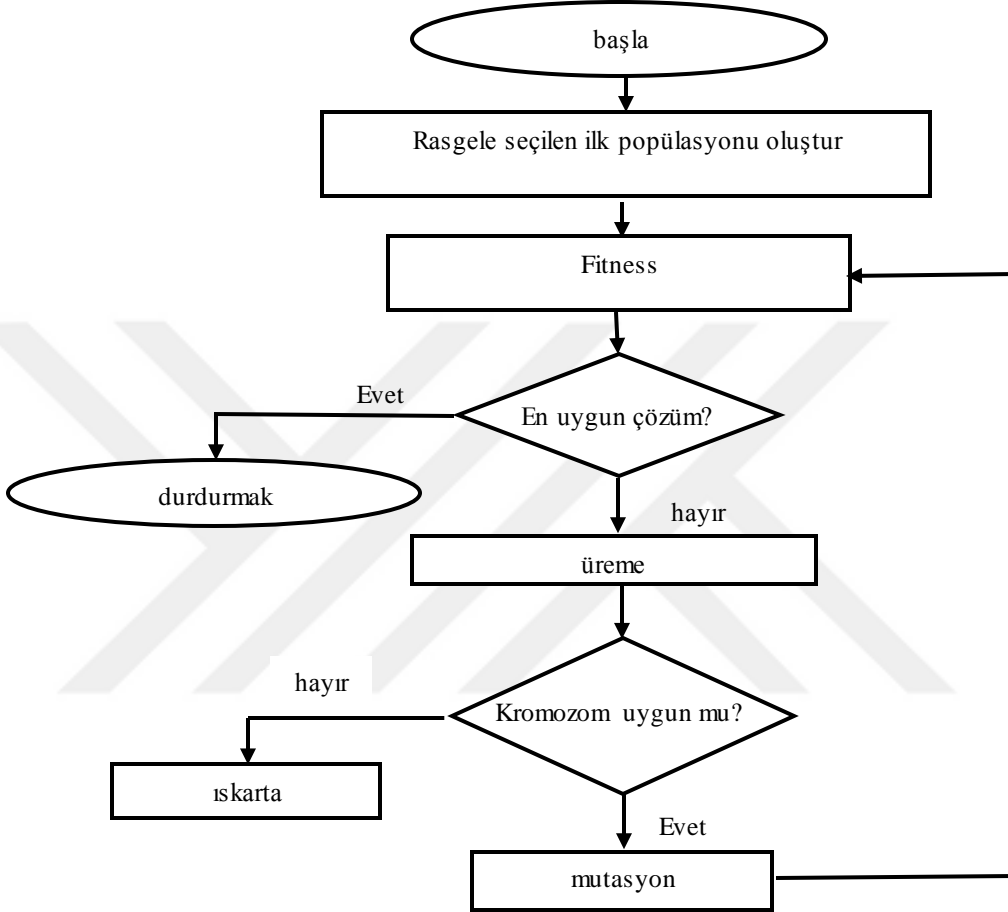 başla
Rasgele seçilen ilk popülasyonu oluştur
Fitness
Evet
En uygun çözüm?
durdurmak
hayır
üreme
hayır
Kromozom uygun mu?
ıskarta
Evet
mutasyon